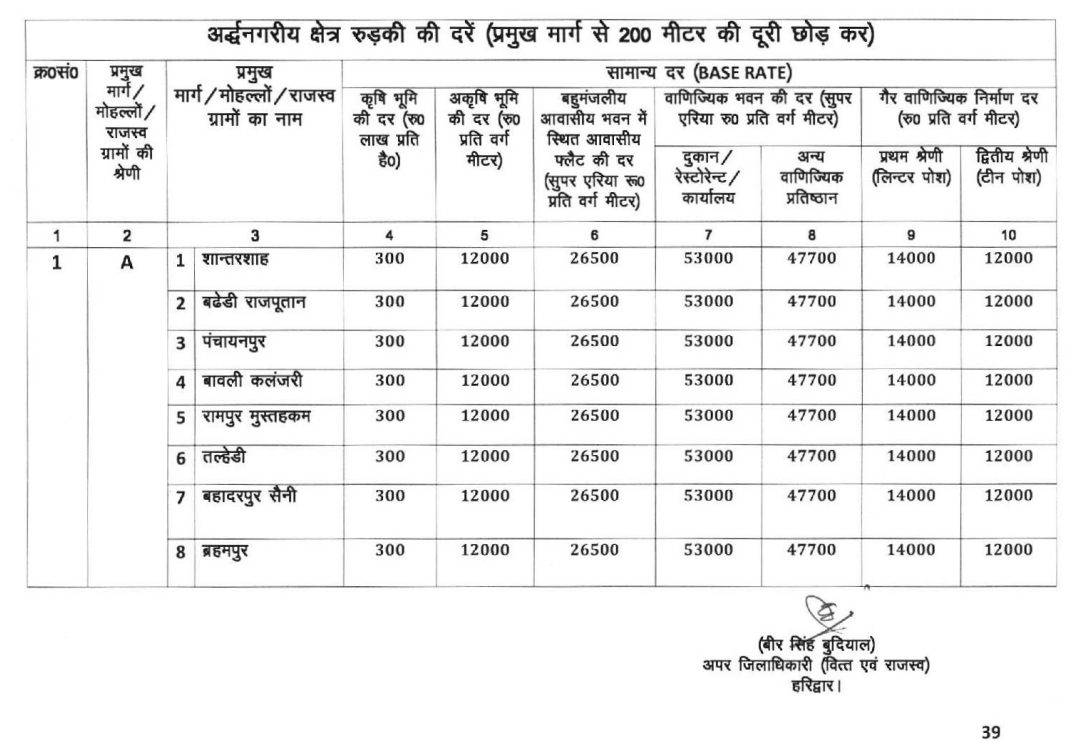 अर्द्धनगरीय क्षेत्र रुड़की की दरें (प्रमुख मार्ग से 200 मीटर की दूरी छोड़ कर)
क्र0सं0 प्रमुख मार्ग/ मोहल्लों/ राजस्व ग्रामों की श्रेणी प्रमुख मार्ग/मोहल्लों/राजस्व ग्रामों का नाम सामान्य दर (BASE RATE)
कृषि भूमि की दर (रु0 लाख प्रति है0) अकृषि भूमि की दर (रु0 प्रति वर्ग मीटर) बहुमंजलीय आवासीय भवन में स्थित आवासीय फ्लैट की दर (सुपर एरिया रू0 प्रति वर्ग मीटर) वाणिज्यिक भवन की दर (सुपर एरिया रु0 प्रति वर्ग मीटर) गैर वाणिज्यिक निर्माण दर (रु0 प्रति वर्ग मीटर)
दुकान/ रेस्टोरेन्ट/ कार्यालय अन्य वाणिज्यिक प्रतिष्ठान प्रथम श्रेणी (लिन्टर पोश) द्वितीय श्रेणी (टीन पोश)
1 2 3 4 5 6 7 8 9 10
1 A 1 शान्तरशाह 300 12000 26500 53000 47700 14000 12000
2 बढेडी राजपूतान 300 12000 26500 53000 47700 14000 12000
3 पंचायनपुर 300 12000 26500 53000 47700 14000 12000
4 बावली कलंजरी 300 12000 26500 53000 47700 14000 12000
5 रामपुर मुस्तहकम 300 12000 26500 53000 47700 14000 12000
6 तल्हेडी 300 12000 26500 53000 47700 14000 12000
7 बहादरपुर सैनी 300 12000 26500 53000 47700 14000 12000
8 ब्रहमपुर 300 12000 26500 53000 47700 14000 12000
(बीर सिंह बुदियाल)
अपर जिलाधिकारी (वित्त एवं राजस्व)
हरिद्वार।
39